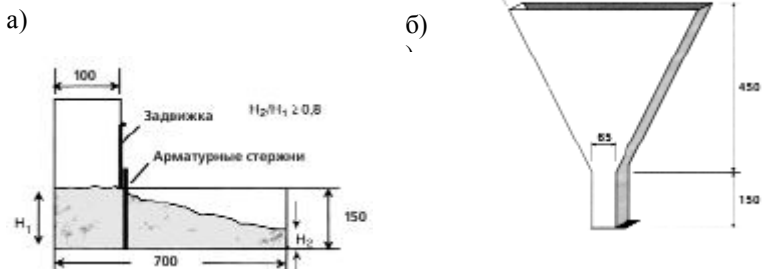 а)
б)
100
Задвижка
H2/H1 ≥ 0,8
Арматурные стержни
H1
150
H2
700
65
450
150